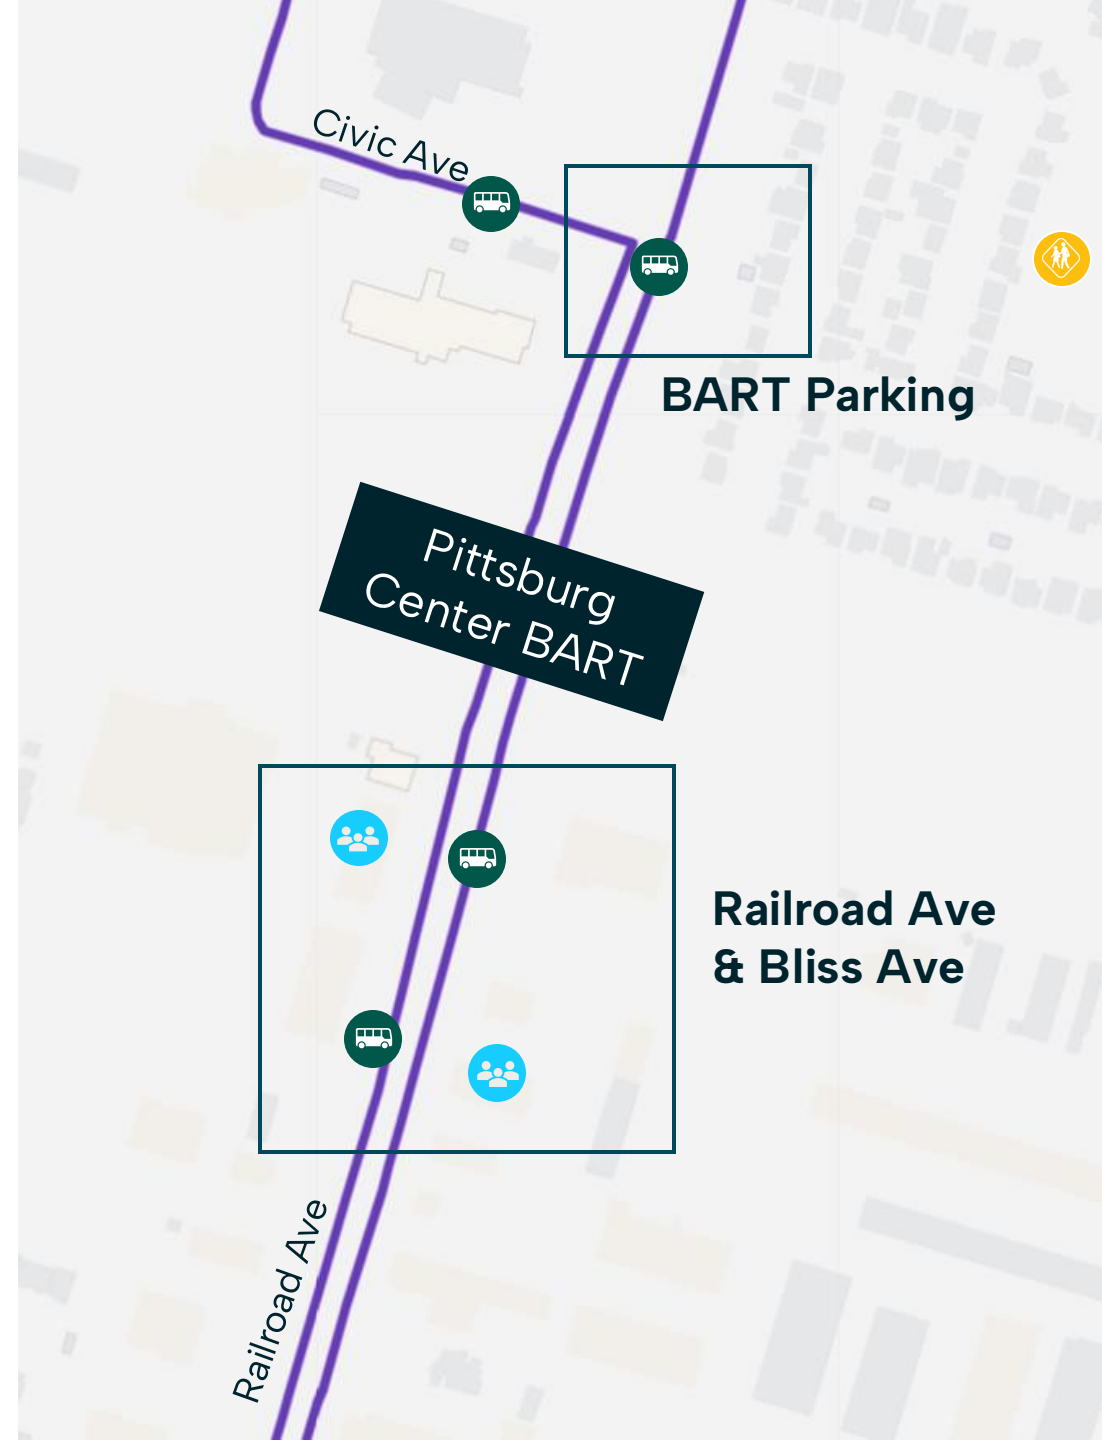 Civic Ave
BART Parking
Pittsburg
Center BART
Railroad Ave
& Bliss Ave
Railroad Ave